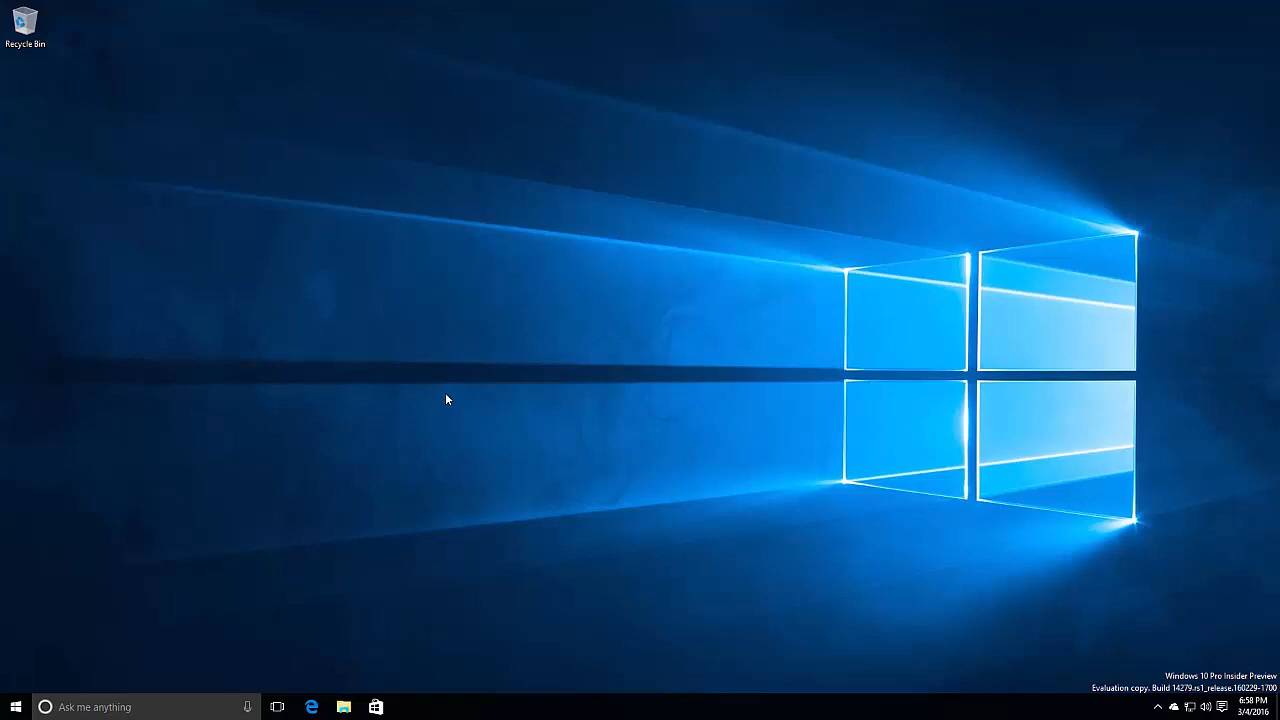 Recycle Bin
Windows 10 Pro Insider Preview
Evaluation copy. Build 14279.rs1_release.160229-1700
Ask me anything
6:58 PM
3/4/2016